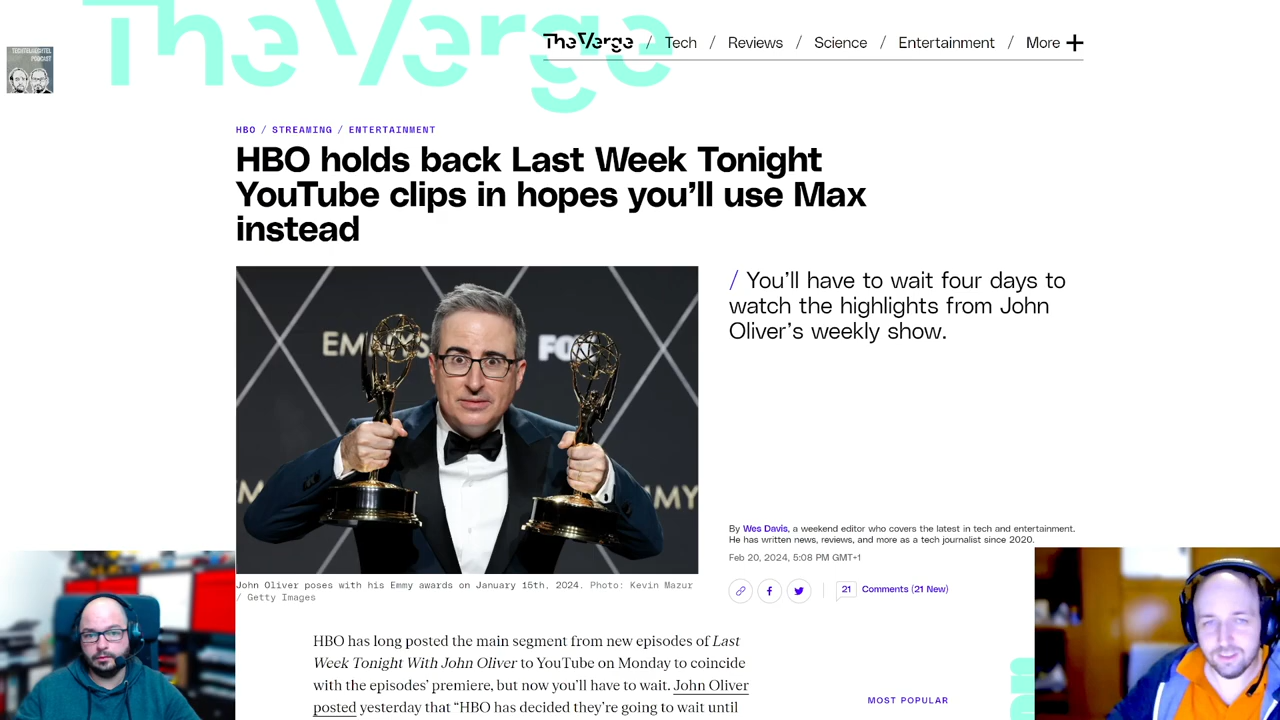 The Verge
TECHTELMECHTEL
PODCAST
The Verge / Tech / Reviews / Science / Entertainment / More +
HBO / STREAMING / ENTERTAINMENT
HBO holds back Last Week Tonight
YouTube clips in hopes you’ll use Max
instead
/ You’ll have to wait four days to
watch the highlights from John
Oliver’s weekly show.
EMMYS
FOX
By Wes Davis, a weekend editor who covers the latest in tech and entertainment.
He has written news, reviews, and more as a tech journalist since 2020.
Feb 20, 2024, 5:08 PM GMT+1
21 Comments (21 New)
John Oliver poses with his Emmy awards on January 15th, 2024. Photo: Kevin Mazur
/ Getty Images
HBO has long posted the main segment from new episodes of Last
Week Tonight With John Oliver to YouTube on Monday to coincide
with the episodes’ premiere, but now you’ll have to wait. John Oliver
posted yesterday that “HBO has decided they’re going to wait until
MOST POPULAR